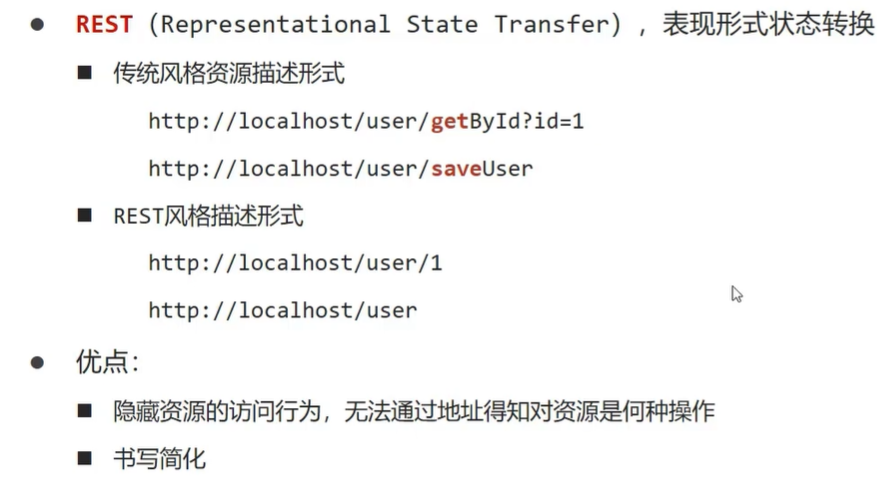 ● REST (Representational State Transfer)，表现形式状态转换
■ 传统风格资源描述形式
http://localhost/user/getById?id=1
http://localhost/user/saveUser
■ REST风格描述形式
http://localhost/user/1
http://localhost/user
● 优点：
■ 隐藏资源的访问行为，无法通过地址得知对资源是何种操作
■ 书写简化